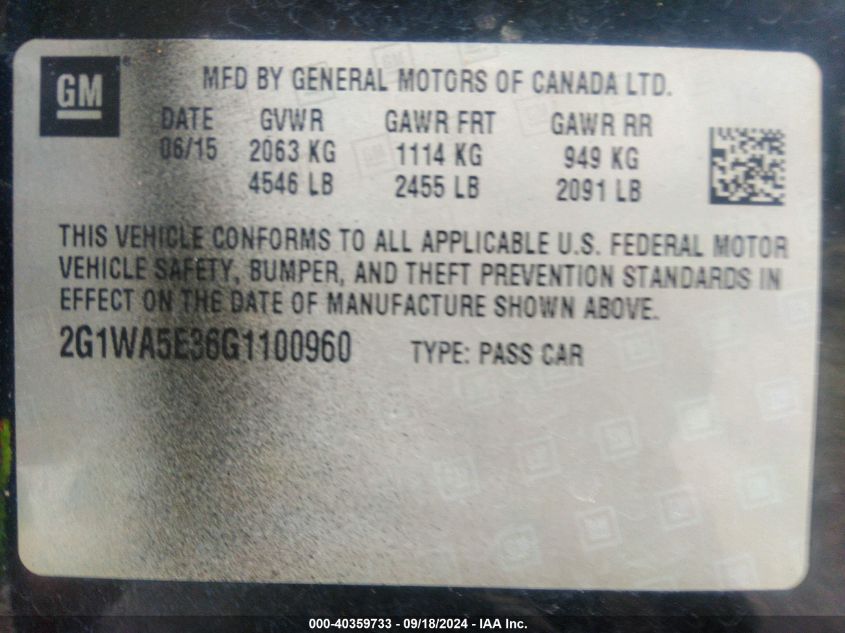 GM
MFD BY GENERAL MOTORS OF CANADA LTD.
DATE GVWR GAWR FRT GAWR RR
06/15 2063 KG 1114 KG 949 KG
4546 LB 2455 LB 2091 LB
THIS VEHICLE CONFORMS TO ALL APPLICABLE U.S. FEDERAL MOTOR
VEHICLE SAFETY, BUMPER, AND THEFT PREVENTION STANDARDS IN
EFFECT ON THE DATE OF MANUFACTURE SHOWN ABOVE.
2G1WA5E36G1100960 TYPE: PASS CAR
000-40359733 - 09/18/2024 - IAA Inc.